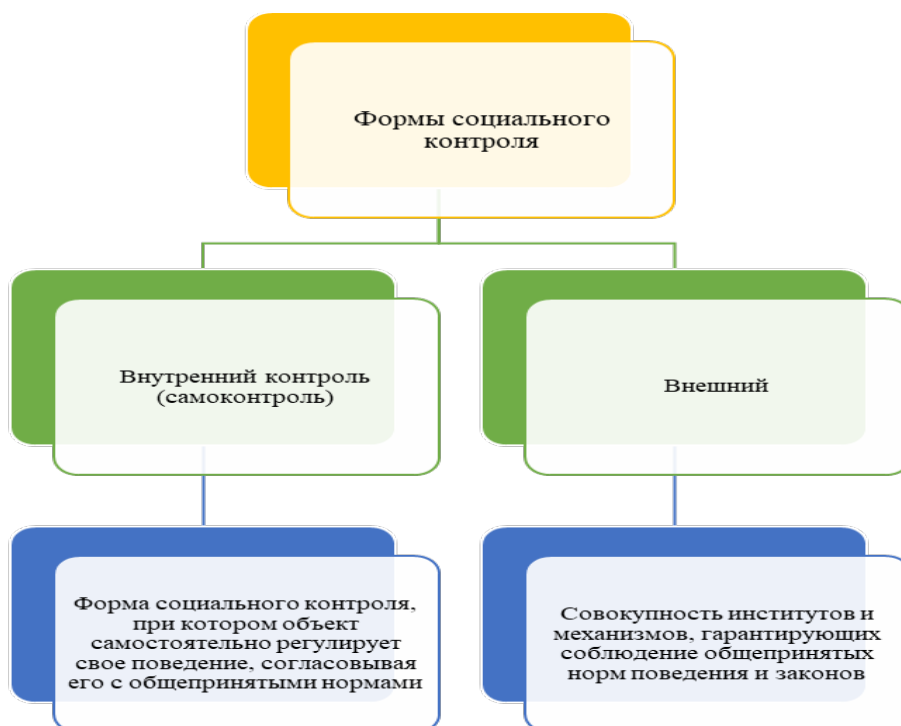 Формы социального
контроля
Внутренний контроль
(самоконтроль)
Внешний
Форма социального контроля,
при котором объект
самостоятельно регулирует
свое поведение, согласовывая
его с общепринятыми нормами
Совокупность институтов и
механизмов, гарантирующих
соблюдение общепринятых
норм поведения и законов